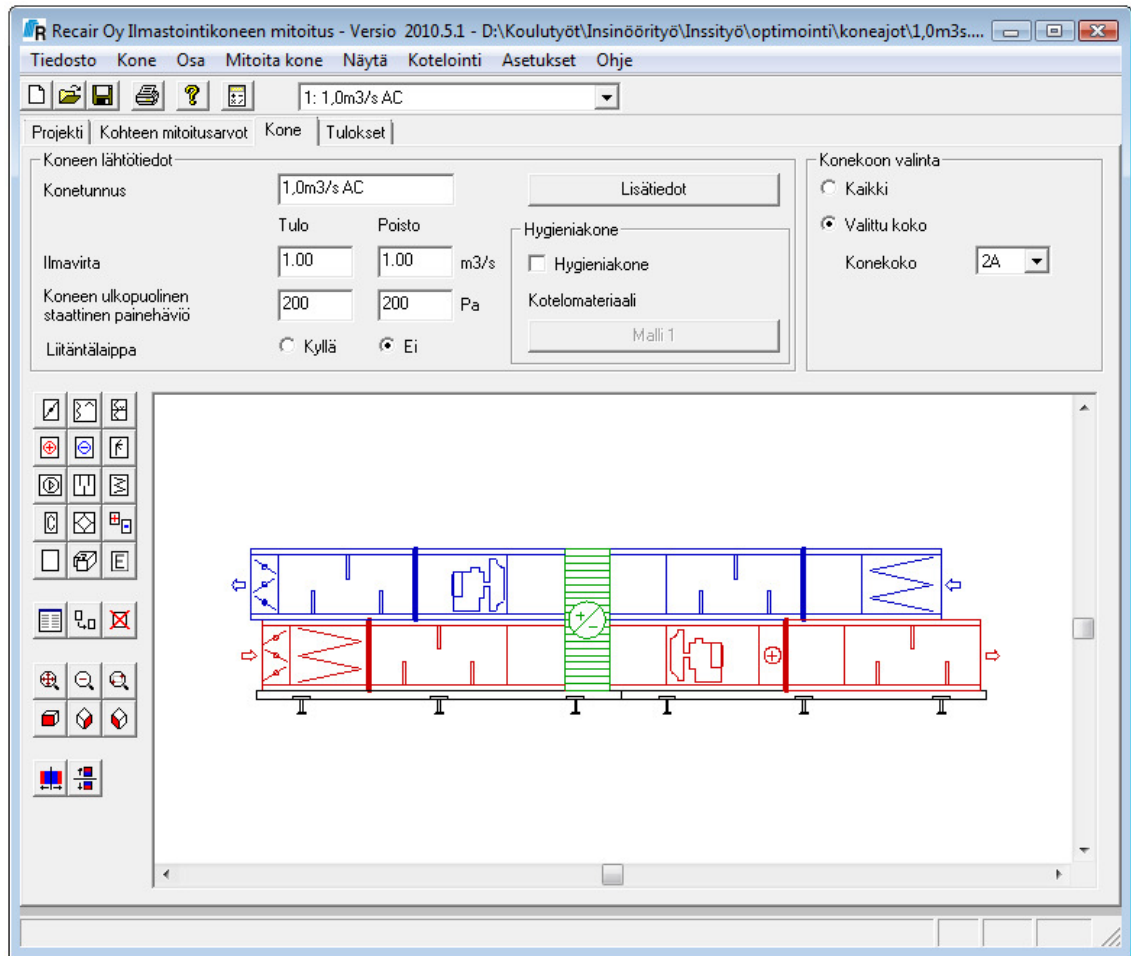 Recair Oy Ilmastointikoneen mitoitus - Versio 2010.5.1 - D:\Koulutyöt\Insinöörityö\Inssityö\optimointi\koneajot\1,0m3s....
Tiedosto Kone Osa Mitoita kone Näytä Kotelointi Asetukset Ohje
1: 1,0m3/s AC
Projekti Kohteen mitoitusarvot Kone Tulokset
Koneen lähtötiedot
Konetunnus 1,0m3/s AC Lisätiedot
Tulo Poisto
Ilmavirta 1.00 1.00 m3/s
Koneen ulkopuolinen
staattinen painehäviö 200 200 Pa
Liitäntälaippa Kyllä Ei
Hygieniakone
Hygieniakone
Kotelomateriaali
Malli 1
Konekoon valinta
Kaikki
Valittu koko
Konekoko 2A
E